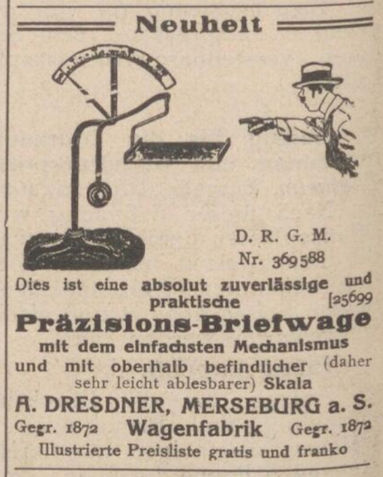 Neuheit
D. R. G. M.
Nr. 369588
Dies ist eine absolut zuverlässige und
praktische [25699
Präzisions-Briefwage
mit dem einfachsten Mechanismus
und mit oberhalb befindlicher (daher
sehr leicht ablesbarer) Skala
A. DRESDNER, MERSEBURG a. S.
Gegr. 1872 Wagenfabrik Gegr. 1872
Illustrierte Preisliste gratis und franko